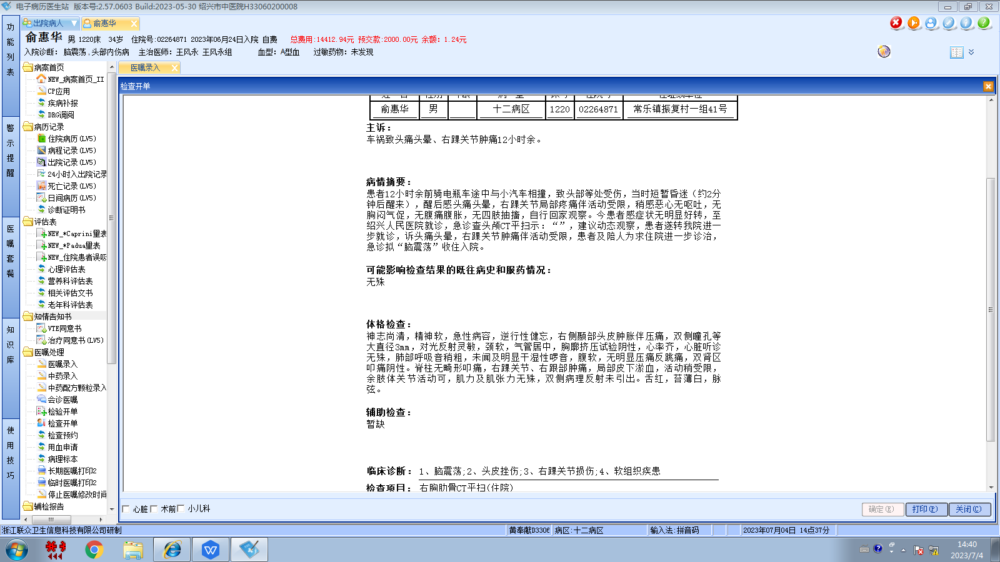 电子病历医生站 版本号:2.57.0603 Build:2023-05-30 绍兴市中医院H33060200008
出院病人
俞惠华
俞惠华 男 1220床 34岁 住院号:02264871 2023年06月24日入院 自费 总费用:14412.94元 预交款:2000.00元 余额: 1.24元
入院诊断: 脑震荡,头部内伤病 主治医师: 王风永 王风永组 血型: A型血 过敏药物: 未发现
功能列表
警示提醒
医嘱套餐
知识库
使用技巧
病案首页
NEW_病案首页_II
CP应用
疾病补报
DRG周阅
病历记录
住院病历(LV5)
病程记录(LV5)
出院记录(LV5)
24小时入出院记录
死亡记录(LV5)
日间病历(LV5)
诊断证明书
评估表
NEW_*Caprini量表
NEW_*Padua量表
NEW_住院患者误吸
心理评估表
营养科评估表
相关评估文书
老年科评估表
知情告知书
VTE同意书
治疗同意书(LV5)
医嘱处理
医嘱录入
中药录入
中药配方颗粒录入
会诊医嘱
检验开单
检查开单
检查预约
用血申请
病理标本
长期医嘱打印2
临时医嘱打印2
停止医嘱修改时间
辅检报告
医嘱录入
检查开单
俞惠华 男 十二病区 1220 02264871 常乐镇振复村一组41号
主诉:
车祸致头痛头晕、右踝关节肿痛12小时余。
病情摘要:
患者12小时余前骑电瓶车途中与小汽车相撞，致头部等处受伤，当时短暂昏迷（约2分
钟后醒来），醒后感头痛头晕，右踝关节局部疼痛伴活动受限，稍感恶心无呕吐，无
胸闷气促，无腹痛腹胀，无四肢抽搐，自行回家观察。今患者感症状无明显好转，至
绍兴人民医院就诊，急诊查头颅CT平扫示：“”，建议动态观察，患者遂转我院进一
步就诊，诉头痛头晕，右踝关节肿痛伴活动受限，患者及陪人为求住院进一步诊治，
急诊拟“脑震荡”收住入院。
可能影响检查结果的既往病史和服药情况:
无殊
体格检查:
神志尚清，精神软，急性病容，逆行性健忘，右侧颞部头皮肿胀伴压痛，双侧瞳孔等
大直径3mm，对光反射灵敏，颈软，气管居中，胸廓挤压试验阴性，心率齐，心脏听诊
无殊，肺部呼吸音稍粗，未闻及明显干湿性啰音，腹软，无明显压痛反跳痛，双肾区
叩痛阴性。脊柱无畸形叩痛，右踝关节、右跟部肿痛，局部皮下淤血，活动稍受限，
余肢体关节活动可，肌力及肌张力无殊，双侧病理反射未引出。舌红，苔薄白，脉
弦。
辅助检查:
暂缺
临床诊断: 1、脑震荡;2、头皮挫伤;3、右踝关节损伤;4、软组织疾患
检查项目: 右胸肋骨CT平扫(住院)
心脏 术前 小儿科
确定(E) 打印(P) 关闭(C)
浙江联众卫生信息科技有限公司研制 黄奉献D3306 病区:十二病区 输入法:拼音码 2023年07月04日 14点37分
14:40
2023/7/4